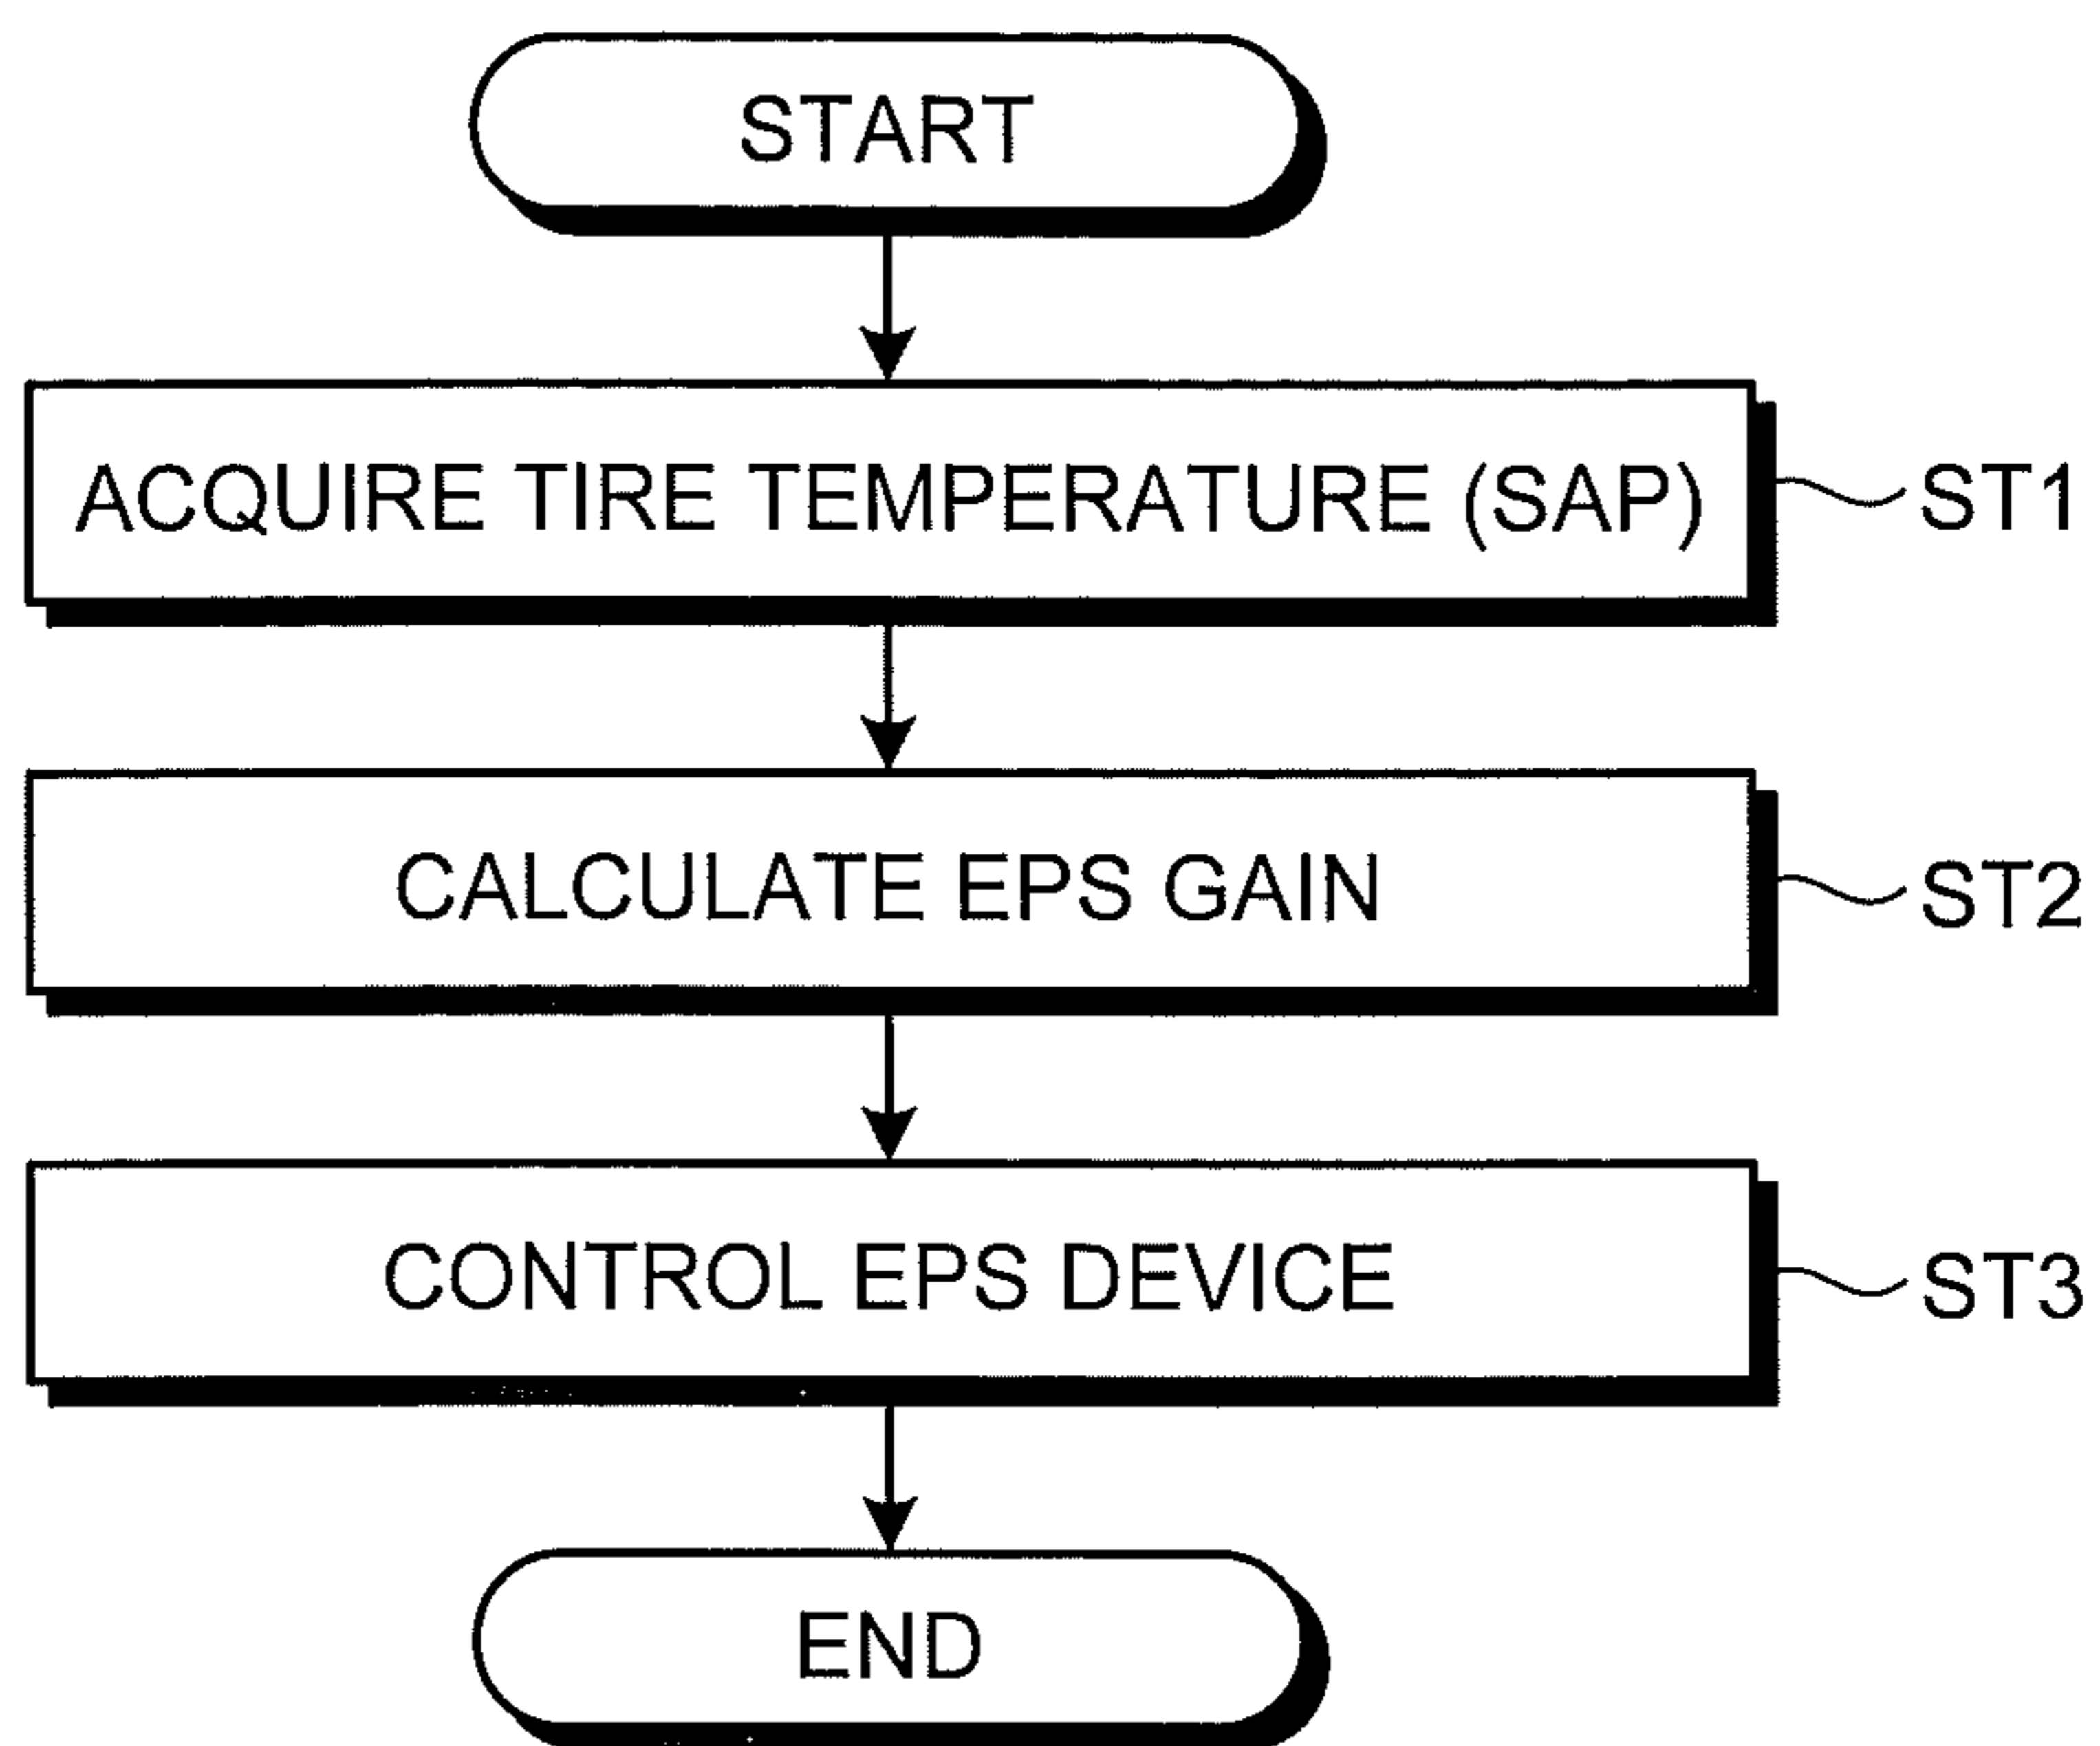 START
ACQUIRE TIRE TEMPERATURE (SAP)
ST1
CALCULATE EPS GAIN
ST2
CONTROL EPS DEVICE
ST3
END